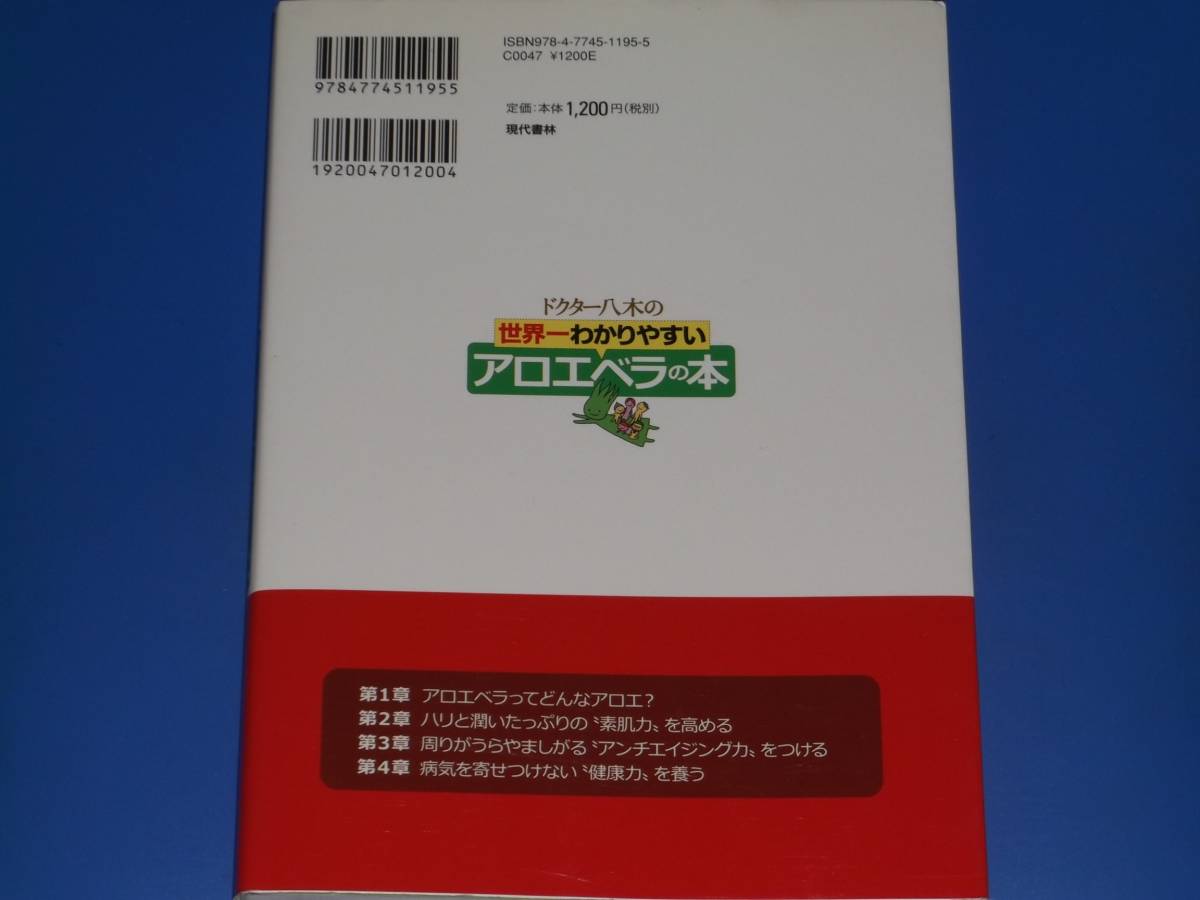 ISBN978-4-7745-1195-5
C0047 ¥1200E
9784774511955
定価：本体1,200円（税別）
現代書林
1920047012004
ドクター八木の
世界一わかりやすい
アロエベラの本
第1章 アロエベラってどんなアロエ？
第2章 ハリと潤いたっぷりの〝素肌力〟を高める
第3章 周りがうらやましがる〝アンチエイジング力〟をつける
第4章 病気を寄せつけない〝健康力〟を養う